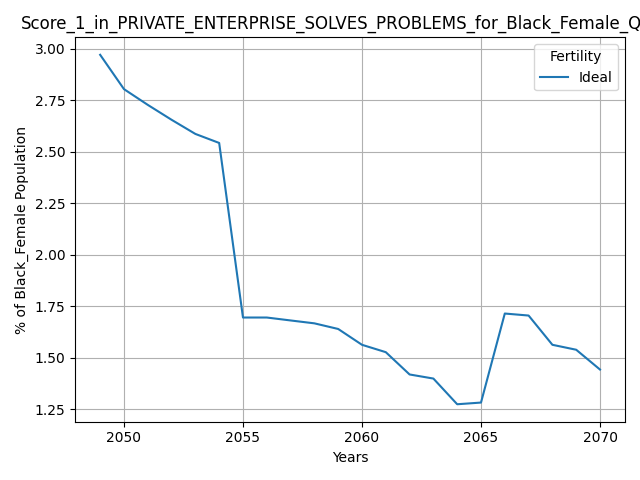 Score_1_in_PRIVATE_ENTERPRISE_SOLVES_PROBLEMS_for_Black_Female_Q
3.00
2.75
2.50
2.25
2.00
1.75
1.50
1.25
% of Black_Female Population
Fertility
Ideal
2050 2055 2060 2065 2070
Years